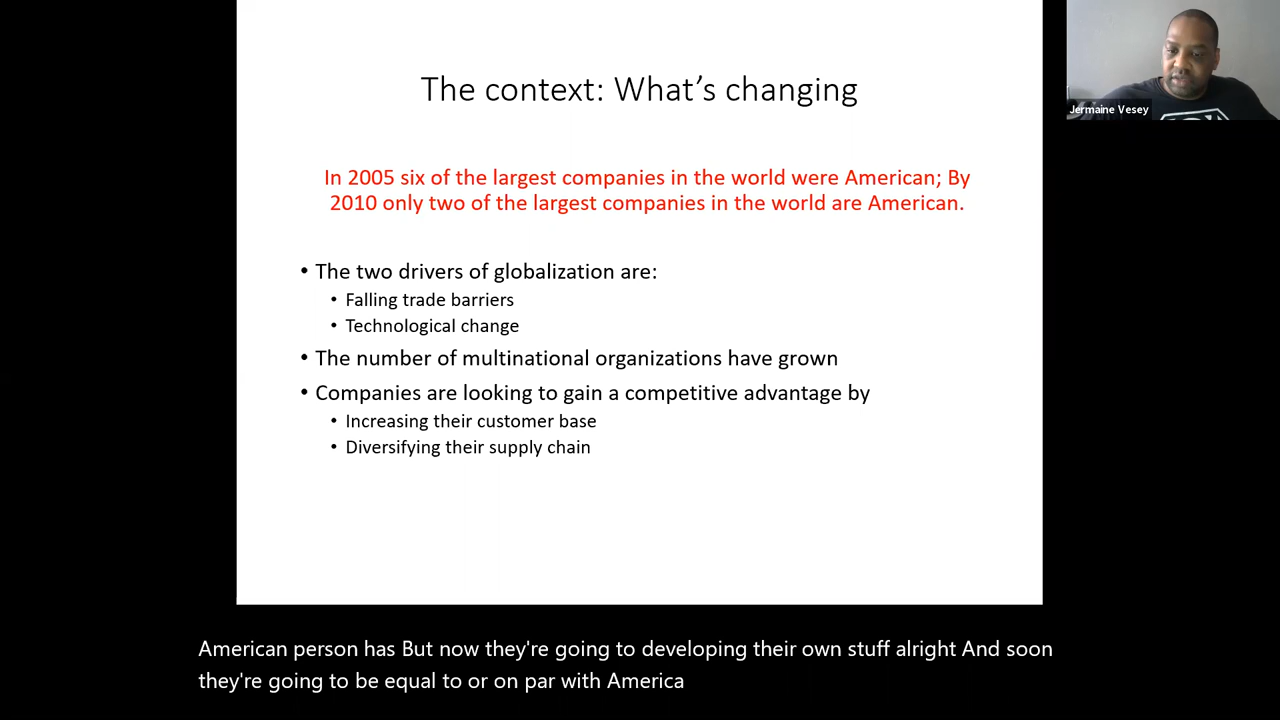 The context: What's changing
Jermaine Vesey
In 2005 six of the largest companies in the world were American; By
2010 only two of the largest companies in the world are American.
• The two drivers of globalization are:
• Falling trade barriers
• Technological change
• The number of multinational organizations have grown
• Companies are looking to gain a competitive advantage by
• Increasing their customer base
• Diversifying their supply chain
American person has But now they're going to developing their own stuff alright And soon
they're going to be equal to or on par with America